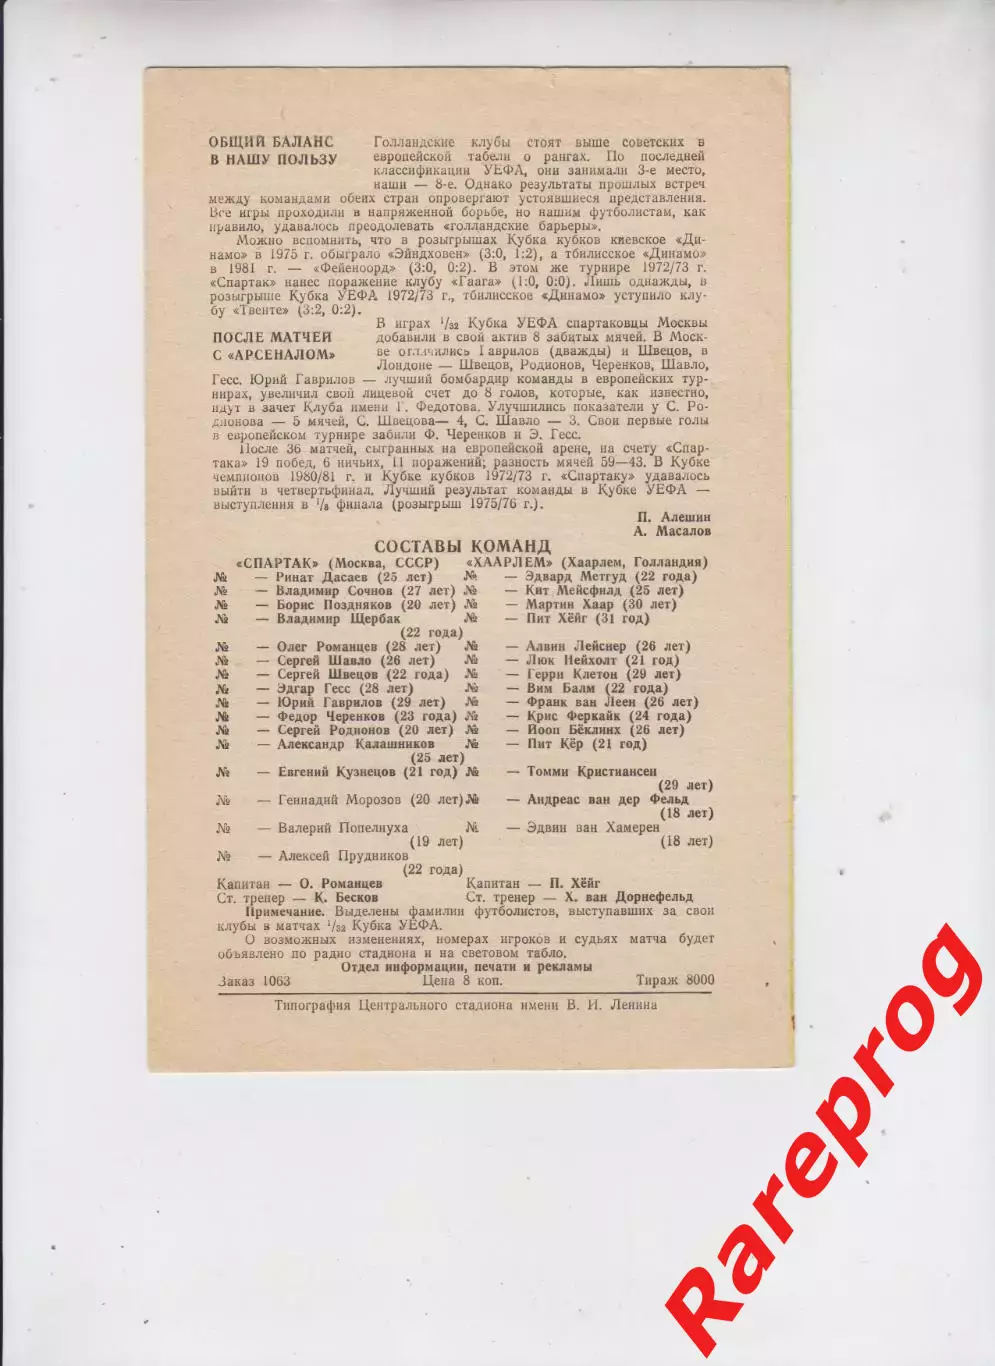 ОБЩИЙ БАЛАНС
В НАШУ ПОЛЬЗУ
Голландские клубы стоят выше советских в
европейской табели о рангах. По последней
классификации УЕФА, они занимали 3-е место,
наши — 8-е. Однако результаты прошлых встреч
между командами обеих стран опровергают устоявшиеся представления.
Все игры проходили в напряженной борьбе, но нашим футболистам, как
правило, удавалось преодолевать «голландские барьеры».
Можно вспомнить, что в розыгрышах Кубка кубков киевское «Ди-
намо» в 1975 г. обыграло «Эйндховен» (3:0, 1:2), а тбилисское «Динамо»
в 1981 г. — «Фейеноорд» (3:0, 0:2). В этом же турнире 1972/73 г.
«Спартак» нанес поражение клубу «Гаага» (1:0, 0:0). Лишь однажды, в
розыгрыше Кубка УЕФА 1972/73 г., тбилисское «Динамо» уступило клу-
бу «Твенте» (3:2, 0:2).
ПОСЛЕ МАТЧЕЙ
С «АРСЕНАЛОМ»
В играх 1/32 Кубка УЕФА спартаковцы Москвы
добавили в свой актив 8 забитых мячей. В Моск-
ве отличились Гаврилов (дважды) и Швецов, в
Лондоне — Швецов, Родионов, Черенков, Шавло,
Гесс. Юрий Гаврилов — лучший бомбардир команды в европейских тур-
нирах, увеличил свой лицевой счет до 8 голов, которые, как известно,
идут в зачет Клуба имени Г. Федотова. Улучшились показатели у С. Ро-
дионова — 5 мячей, С. Швецова— 4, С. Шавло — 3. Свои первые голы
в европейском турнире забили Ф. Черенков и Э. Гесс.
После 36 матчей, сыгранных на европейской арене, на счету «Спар-
така» 19 побед, 6 ничьих, 11 поражений; разность мячей 59—43. В Кубке
чемпионов 1980/81 г. и Кубке кубков 1972/73 г. «Спартаку» удавалось
выйти в четвертьфинал. Лучший результат команды в Кубке УЕФА —
выступления в 1/8 финала (розыгрыш 1975/76 г.).
П. Алешин
А. Масалов
СОСТАВЫ КОМАНД
«СПАРТАК» (Москва, СССР) «ХААРЛЕМ» (Хаарлем, Голландия)
№ — Ринат Дасаев (25 лет) № — Эдвард Метгуд (22 года)
№ — Владимир Сочнов (27 лет) № — Кит Мейсфилд (25 лет)
№ — Борис Поздняков (20 лет) № — Мартин Хаар (30 лет)
№ — Владимир Щербак № — Пит Хёйг (31 год)
(22 года)
№ — Олег Романцев (28 лет) № — Алвин Лейснер (26 лет)
№ — Сергей Шавло (26 лет) № — Люк Нейхолт (21 год)
№ — Сергей Швецов (22 года) № — Герри Клетон (29 лет)
№ — Эдгар Гесс (28 лет) № — Вим Балм (22 года)
№ — Юрий Гаврилов (29 лет) № — Франк ван Леен (26 лет)
№ — Федор Черенков (23 года) № — Крис Феркайк (24 года)
№ — Сергей Родионов (20 лет) № — Йооп Бёклинх (26 лет)
№ — Александр Калашников № — Пит Кёр (21 год)
(25 лет)
№ — Евгений Кузнецов (21 год) № — Томми Кристиансен
(29 лет)
№ — Геннадий Морозов (20 лет) № — Андреас ван дер Фельд
(18 лет)
№ — Валерий Попелнуха № — Эдвин ван Хамерен
(19 лет) (18 лет)
№ — Алексей Прудников
(22 года)
Капитан — О. Романцев Капитан — П. Хёйг
Ст. тренер — К. Бесков Ст. тренер — Х. ван Дорнефельд
Примечание. Выделены фамилии футболистов, выступавших за свои
клубы в матчах 1/32 Кубка УЕФА.
О возможных изменениях, номерах игроков и судьях матча будет
объявлено по радио стадиона и на световом табло.
Отдел информации, печати и рекламы
Заказ 1063 Цена 8 коп. Тираж 8000
Типография Центрального стадиона имени В. И. Ленина
Rareprog